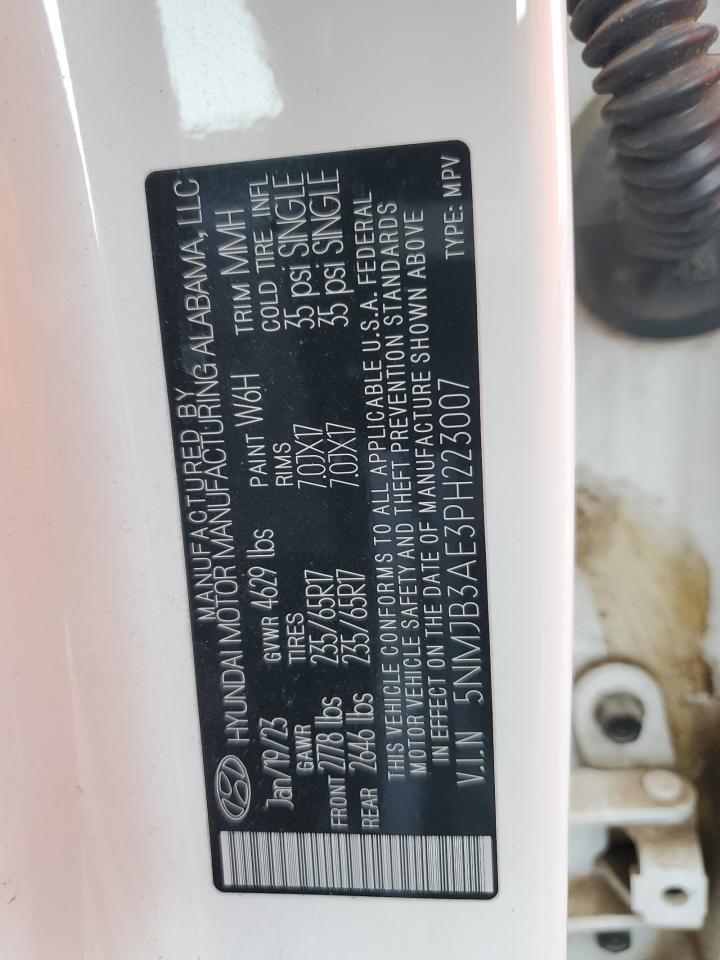 MANUFACTURED BY
HYUNDAI MOTOR MANUFACTURING ALABAMA, LLC
Jan/19/23 GVWR 4629 lbs PAINT W6H TRIM MMH
GAWR TIRES RIMS COLD TIRE INFL
FRONT 2778 lbs 235/65R17 7.0JX17 35 psi SINGLE
REAR 2646 lbs 235/65R17 7.0JX17 35 psi SINGLE
THIS VEHICLE CONFORMS TO ALL APPLICABLE U.S.A. FEDERAL
MOTOR VEHICLE SAFETY AND THEFT PREVENTION STANDARDS
IN EFFECT ON THE DATE OF MANUFACTURE SHOWN ABOVE
V.I.N 5NMJB3AE3PH223007 TYPE: MPV